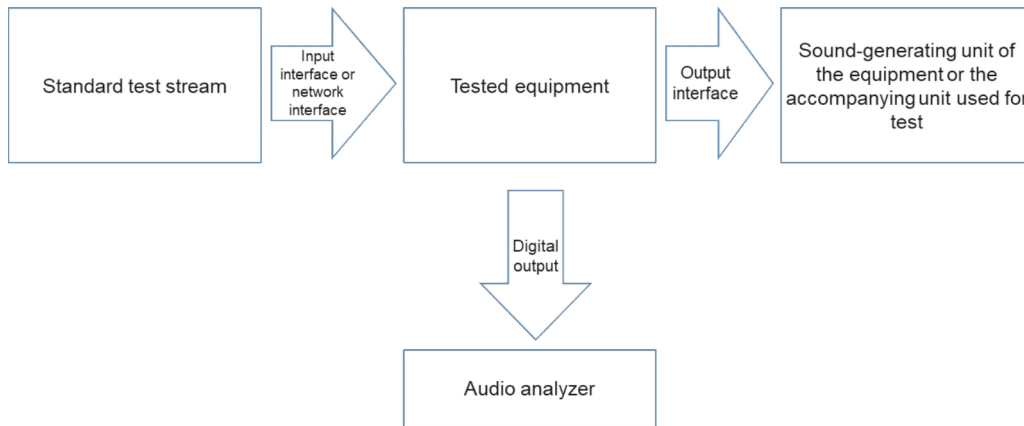 Standard test stream
Input
interface or
network
interface
Tested equipment
Output
interface
Sound-generating unit of
the equipment or the
accompanying unit used for
test
Digital
output
Audio analyzer